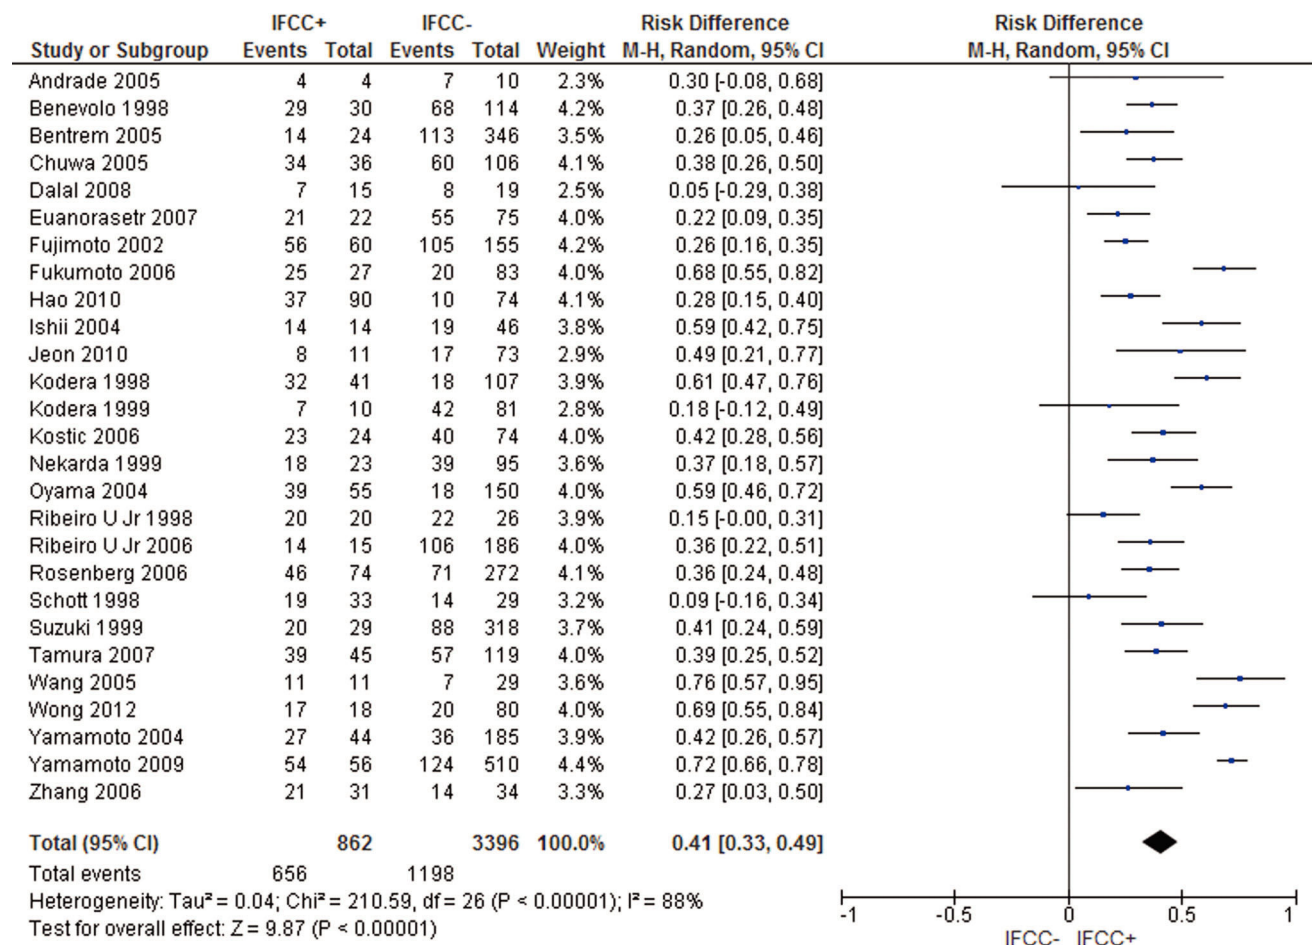 IFCC+ IFCC- Risk Difference Risk Difference
Study or Subgroup Events Total Events Total Weight M-H, Random, 95% CI M-H, Random, 95% CI
Andrade 2005 4 4 7 10 2.3% 0.30 [-0.08, 0.68]
Benevolo 1998 29 30 68 114 4.2% 0.37 [0.26, 0.48]
Bentrem 2005 14 24 113 346 3.5% 0.26 [0.05, 0.46]
Chuwa 2005 34 36 60 106 4.1% 0.38 [0.26, 0.50]
Dalal 2008 7 15 8 19 2.5% 0.05 [-0.29, 0.38]
Euanorasetr 2007 21 22 55 75 4.0% 0.22 [0.09, 0.35]
Fujimoto 2002 56 60 105 155 4.2% 0.26 [0.16, 0.35]
Fukumoto 2006 25 27 20 83 4.0% 0.68 [0.55, 0.82]
Hao 2010 37 90 10 74 4.1% 0.28 [0.15, 0.40]
Ishii 2004 14 14 19 46 3.8% 0.59 [0.42, 0.75]
Jeon 2010 8 11 17 73 2.9% 0.49 [0.21, 0.77]
Kodera 1998 32 41 18 107 3.9% 0.61 [0.47, 0.76]
Kodera 1999 7 10 42 81 2.8% 0.18 [-0.12, 0.49]
Kostic 2006 23 24 40 74 4.0% 0.42 [0.28, 0.56]
Nekarda 1999 18 23 39 95 3.6% 0.37 [0.18, 0.57]
Oyama 2004 39 55 18 150 4.0% 0.59 [0.46, 0.72]
Ribeiro U Jr 1998 20 20 22 26 3.9% 0.15 [-0.00, 0.31]
Ribeiro U Jr 2006 14 15 106 186 4.0% 0.36 [0.22, 0.51]
Rosenberg 2006 46 74 71 272 4.1% 0.36 [0.24, 0.48]
Schott 1998 19 33 14 29 3.2% 0.09 [-0.16, 0.34]
Suzuki 1999 20 29 88 318 3.7% 0.41 [0.24, 0.59]
Tamura 2007 39 45 57 119 4.0% 0.39 [0.25, 0.52]
Wang 2005 11 11 7 29 3.6% 0.76 [0.57, 0.95]
Wong 2012 17 18 20 80 4.0% 0.69 [0.55, 0.84]
Yamamoto 2004 27 44 36 185 3.9% 0.42 [0.26, 0.57]
Yamamoto 2009 54 56 124 510 4.4% 0.72 [0.66, 0.78]
Zhang 2006 21 31 14 34 3.3% 0.27 [0.03, 0.50]
Total (95% CI) 862 3396 100.0% 0.41 [0.33, 0.49]
Total events 656 1198
Heterogeneity: Tau² = 0.04; Chi² = 210.59, df = 26 (P < 0.00001); I² = 88%
Test for overall effect: Z = 9.87 (P < 0.00001)
-1 -0.5 0 0.5 1
IFCC- IFCC+